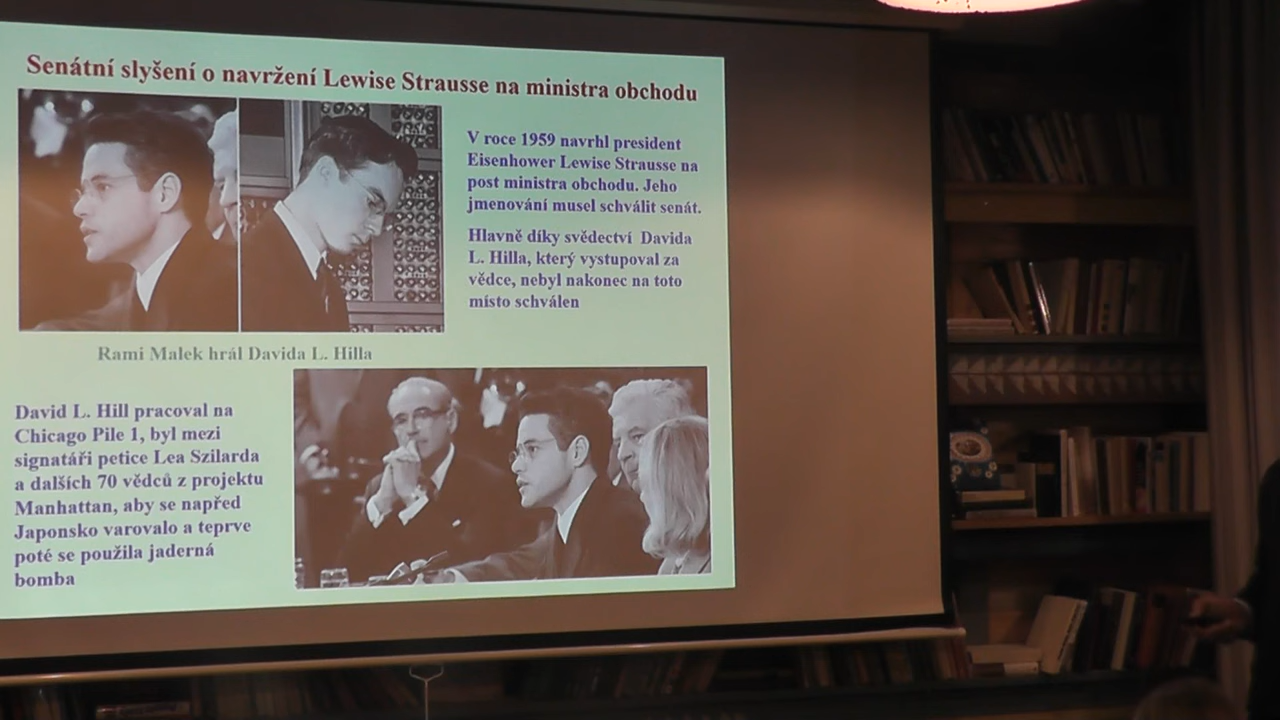 Senátní slyšení o navržení Lewise Strausse na ministra obchodu
V roce 1959 navrhl president
Eisenhower Lewise Strausse na
post ministra obchodu. Jeho
jmenování musel schválit senát.
Hlavně díky svědectví Davida
L. Hilla, který vystupoval za
vědce, nebyl nakonec na toto
místo schválen
Rami Malek hrál Davida L. Hilla
David L. Hill pracoval na
Chicago Pile 1, byl mezi
signatáři petice Lea Szilarda
a dalších 70 vědců z projektu
Manhattan, aby se napřed
Japonsko varovalo a teprve
poté se použila jaderná
bomba